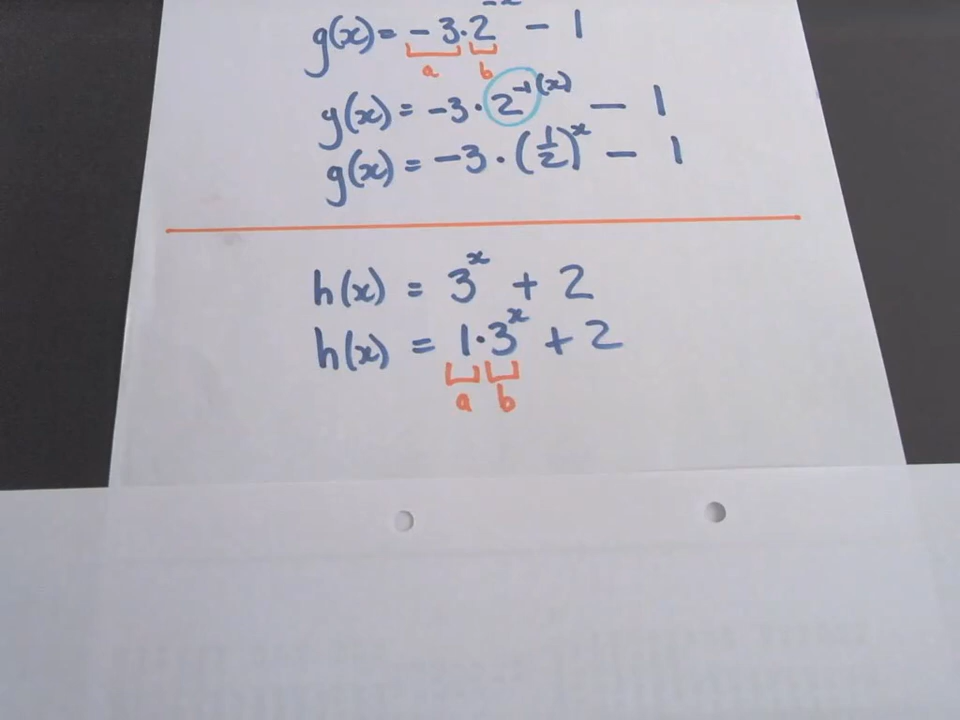 g(x) = -3·2^-x - 1
a b
g(x) = -3·2^-1(x) - 1
g(x) = -3·(1/2)^x - 1
h(x) = 3^x + 2
h(x) = 1·3^x + 2
a b